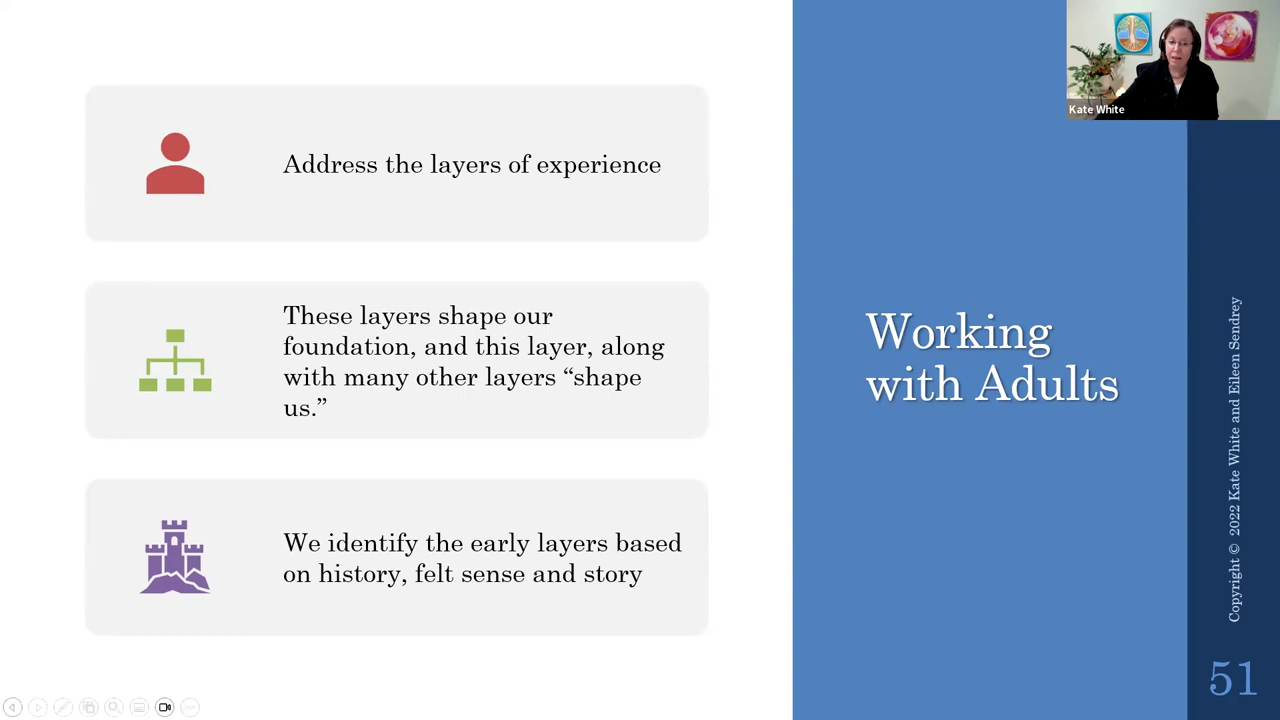 Kate White
Address the layers of experience
These layers shape our
foundation, and this layer, along
with many other layers “shape
us.”
We identify the early layers based
on history, felt sense and story
Working
with Adults
Copyright © 2022 Kate White and Eileen Sendrey
51